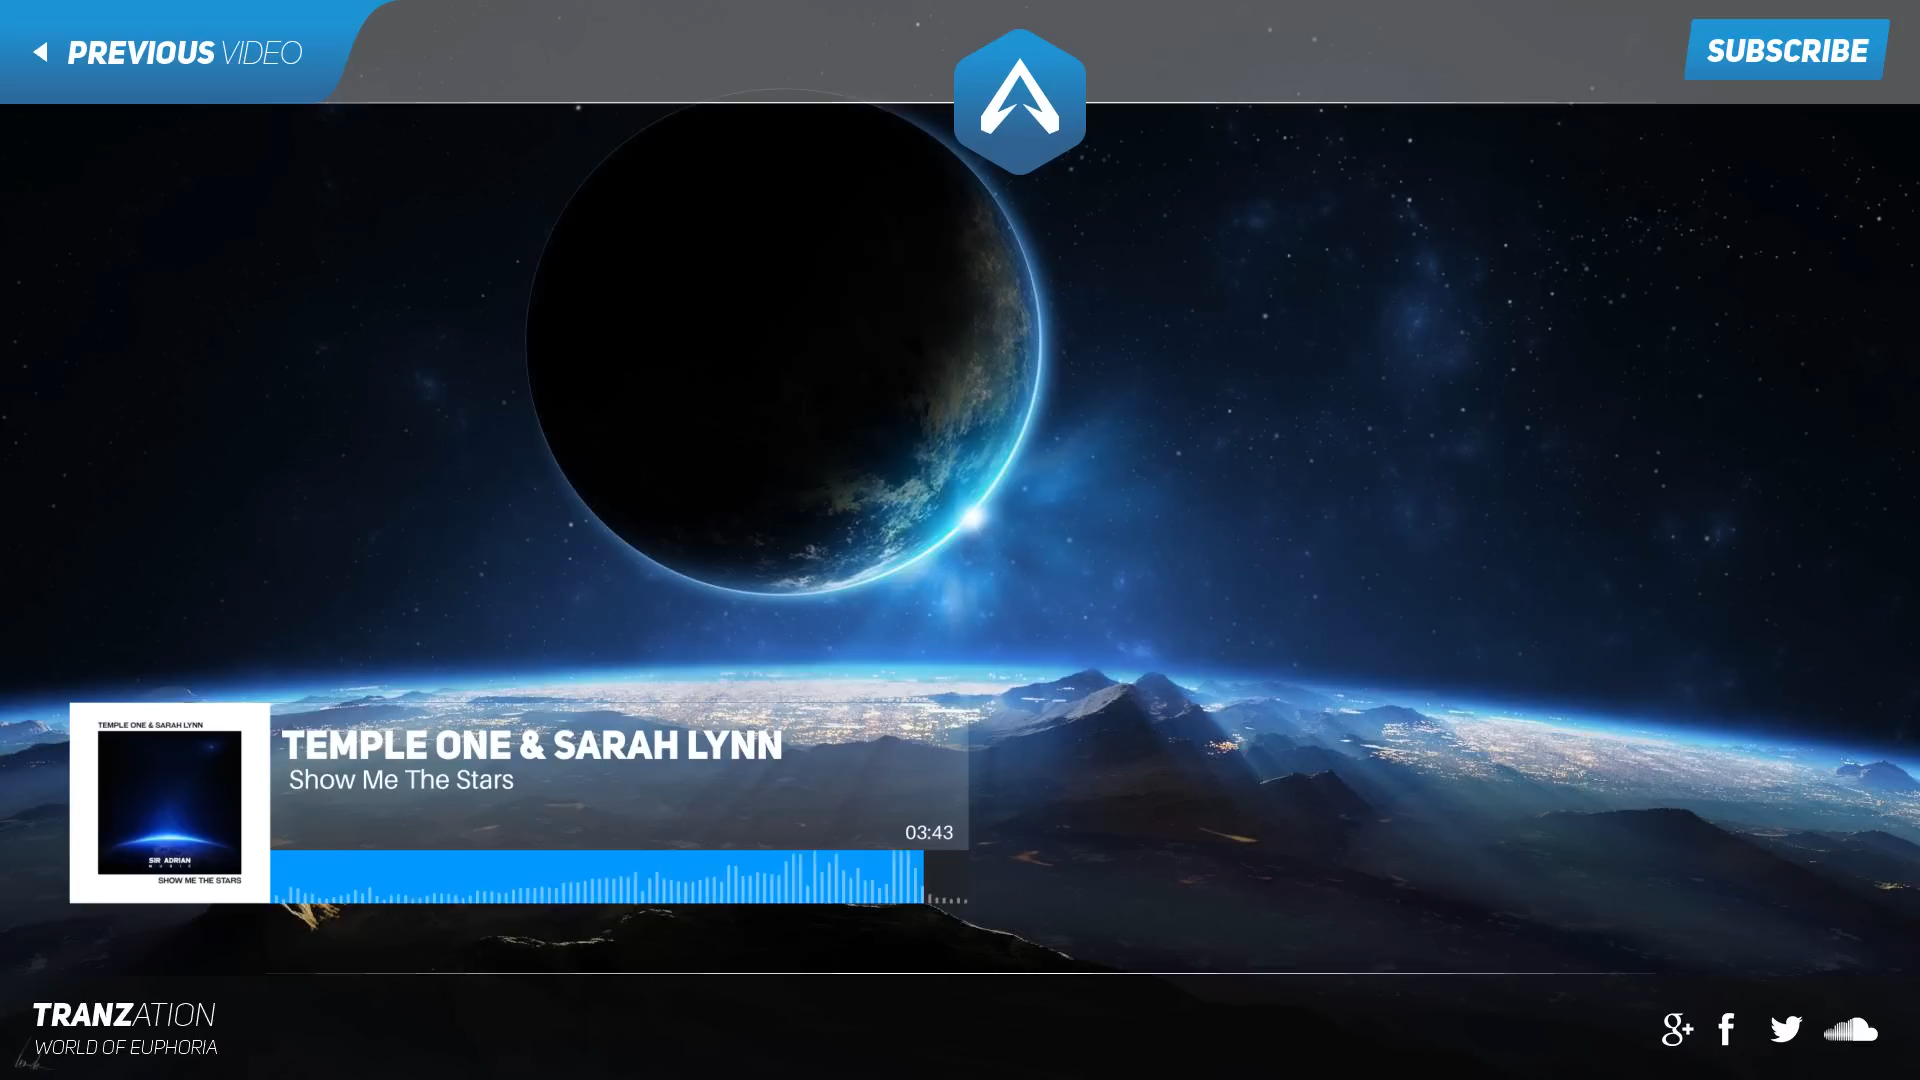 PREVIOUS VIDEO
SUBSCRIBE
TEMPLE ONE & SARAH LYNN
SIR ADRIAN
MUSIC
SHOW ME THE STARS
TEMPLE ONE & SARAH LYNN
Show Me The Stars
03:43
TRANZATION
WORLD OF EUPHORIA
g+
f